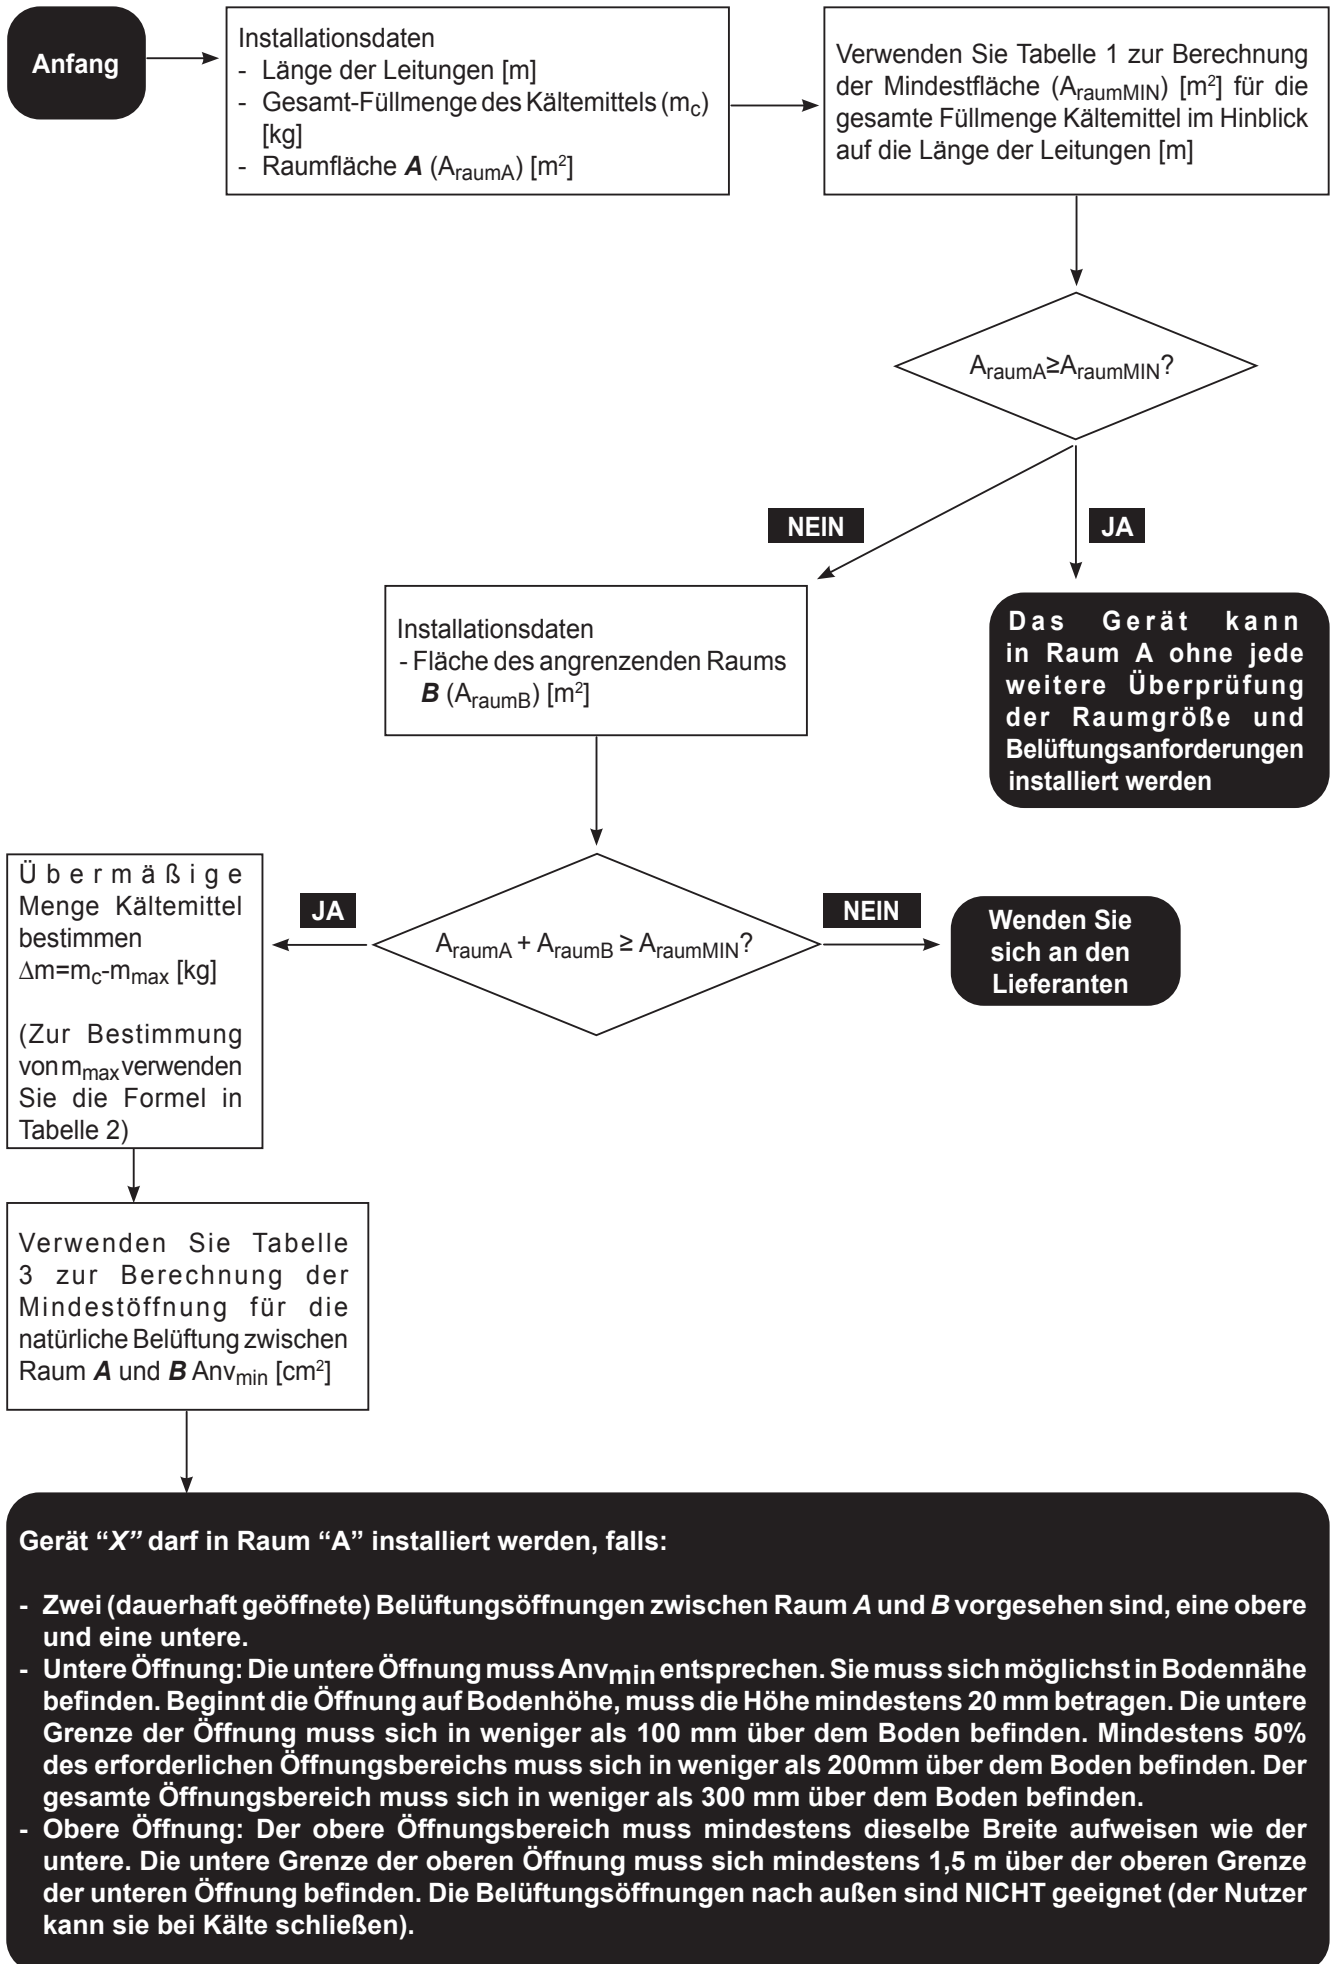 Anfang
Installationsdaten
- Länge der Leitungen [m]
- Gesamt-Füllmenge des Kältemittels (mc)
[kg]
- Raumfläche A (AraumA) [m²]
Verwenden Sie Tabelle 1 zur Berechnung
der Mindestfläche (AraumMIN) [m²] für die
gesamte Füllmenge Kältemittel im Hinblick
auf die Länge der Leitungen [m]
AraumA≥AraumMIN?
NEIN
JA
Installationsdaten
- Fläche des angrenzenden Raums
B (AraumB) [m²]
Das Gerät kann
in Raum A ohne jede
weitere Überprüfung
der Raumgröße und
Belüftungsanforderungen
installiert werden
Übermäßige
Menge Kältemittel
bestimmen
Δm=mc-mmax [kg]
(Zur Bestimmung
von mmax verwenden
Sie die Formel in
Tabelle 2)
JA
AraumA + AraumB ≥ AraumMIN?
NEIN
Wenden Sie
sich an den
Lieferanten
Verwenden Sie Tabelle
3 zur Berechnung der
Mindestöffnung für die
natürliche Belüftung zwischen
Raum A und B Anvmin [cm²]
Gerät “X” darf in Raum “A” installiert werden, falls:
- Zwei (dauerhaft geöffnete) Belüftungsöffnungen zwischen Raum A und B vorgesehen sind, eine obere
und eine untere.
- Untere Öffnung: Die untere Öffnung muss Anvmin entsprechen. Sie muss sich möglichst in Bodennähe
befinden. Beginnt die Öffnung auf Bodenhöhe, muss die Höhe mindestens 20 mm betragen. Die untere
Grenze der Öffnung muss sich in weniger als 100 mm über dem Boden befinden. Mindestens 50%
des erforderlichen Öffnungsbereichs muss sich in weniger als 200mm über dem Boden befinden. Der
gesamte Öffnungsbereich muss sich in weniger als 300 mm über dem Boden befinden.
- Obere Öffnung: Der obere Öffnungsbereich muss mindestens dieselbe Breite aufweisen wie der
untere. Die untere Grenze der oberen Öffnung muss sich mindestens 1,5 m über der oberen Grenze
der unteren Öffnung befinden. Die Belüftungsöffnungen nach außen sind NICHT geeignet (der Nutzer
kann sie bei Kälte schließen).